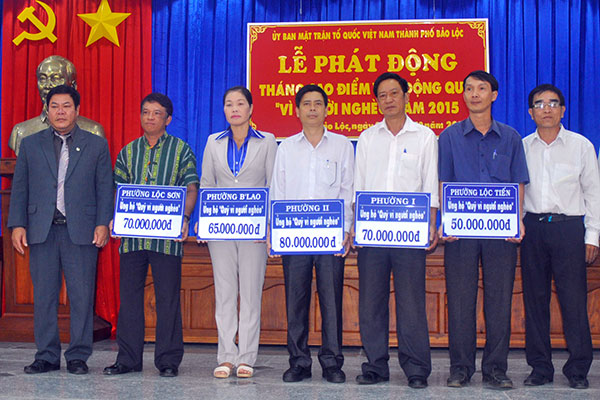 ỦY BAN MẶT TRẬN TỔ QUỐC VIỆT NAM THÀNH PHỐ BẢO LỘC
LỄ PHÁT ĐỘNG
THÁNG CAO ĐIỂM ĐỘNG
"VÌ NGHÈO" NĂM 2015
Bảo Lộc, ngày 2015
PHƯỜNG LỘC SƠN
Ủng hộ "Quỹ vì người nghèo"
70.000.000đ
PHƯỜNG B'LAO
Ủng hộ "Quỹ vì người nghèo"
65.000.000đ
PHƯỜNG II
Ủng hộ "Quỹ vì người nghèo"
80.000.000đ
PHƯỜNG I
Ủng hộ "Quỹ vì người nghèo"
70.000.000đ
PHƯỜNG LỘC TIẾN
Ủng hộ "Quỹ vì người nghèo"
50.000.000đ